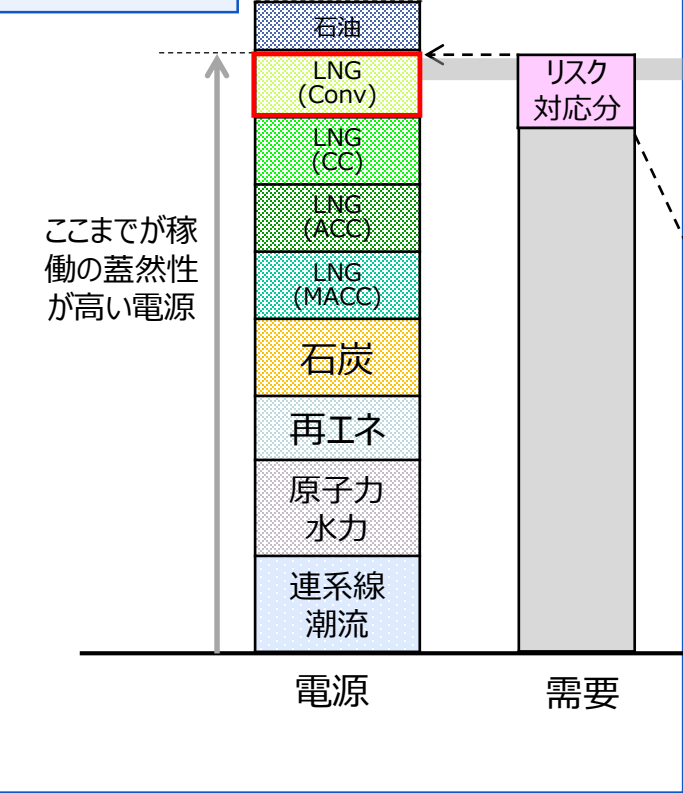 石油
LNG
(Conv)
リスク
対応分
LNG
(CC)
LNG
(ACC)
ここまでが稼
働の蓋然性
が高い電源
LNG
(MACC)
石炭
再エネ
原子力
水力
連系線
潮流
電源
需要